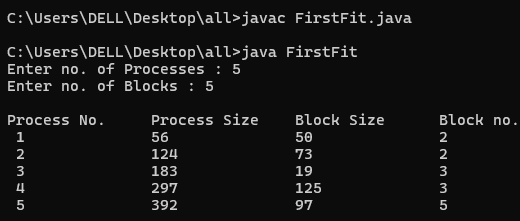 C:\Users\DELL\Desktop\all>javac FirstFit.java
C:\Users\DELL\Desktop\all>java FirstFit
Enter no. of Processes : 5
Enter no. of Blocks : 5
Process No. Process Size Block Size Block no.
1 56 50 2
2 124 73 2
3 183 19 3
4 297 125 3
5 392 97 5